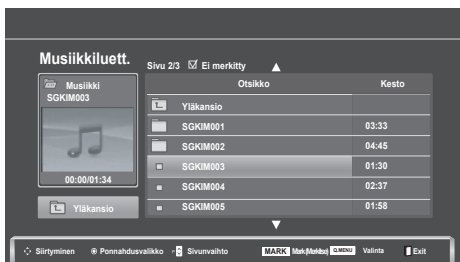 Musiikkiluett.
Sivu 2/3 Ei merkitty
Musiikki
SGKIM003
00:00/01:34
Yläkansio
Otsikko Kesto
Yläkansio
SGKIM001 03:33
SGKIM002 04:45
SGKIM003 01:30
SGKIM004 02:37
SGKIM005 01:58
Siirtyminen Ponnahdusvalikko Sivunvaihto MARK Q.MENU Valinta Exit